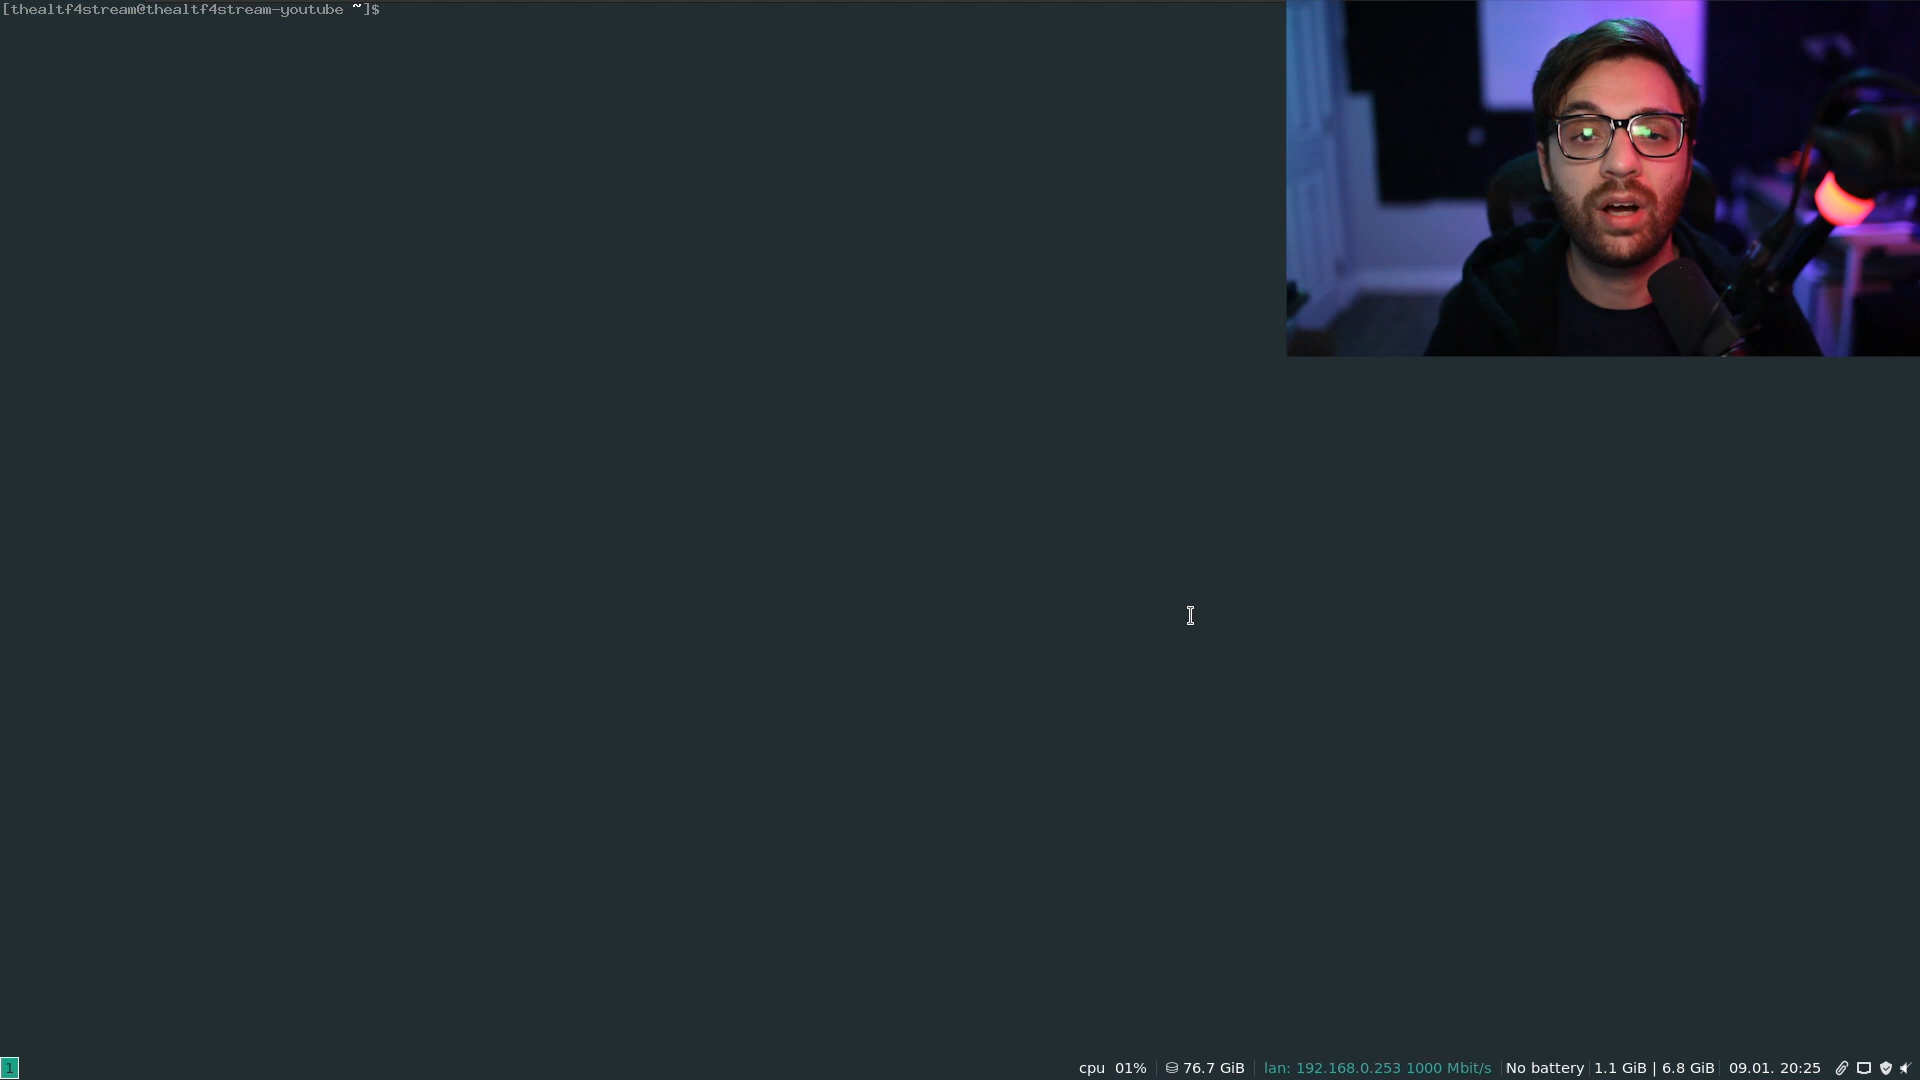 [thealtf4stream@thealtf4stream-youtube ~]$
1
cpu 01% 76.7 GiB lan: 192.168.0.253 1000 Mbit/s No battery 1.1 GiB | 6.8 GiB 09.01. 20:25